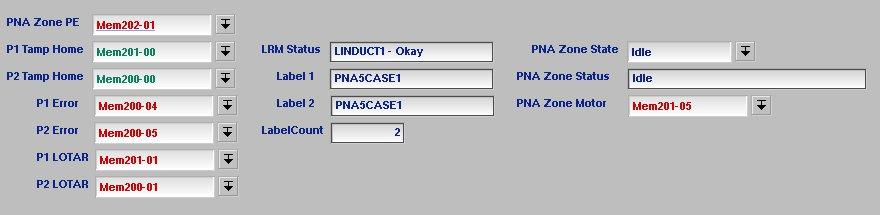 PNA Zone PE Mem202-01
P1 Tamp Home Mem201-00 LRM Status LINDUCT1 - Okay PNA Zone State Idle
P2 Tamp Home Mem200-00 Label 1 PNA5CASE1 PNA Zone Status Idle
P1 Error Mem200-04 Label 2 PNA5CASE1 PNA Zone Motor Mem201-05
P2 Error Mem200-05 LabelCount 2
P1 LOTAR Mem201-01
P2 LOTAR Mem200-01